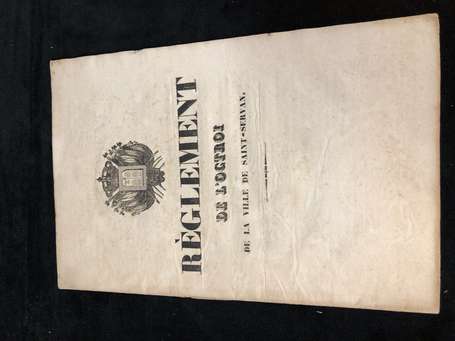 RÈGLEMENT
DE L'OCTROI
DE LA VILLE DE SAINT-SERVAN.